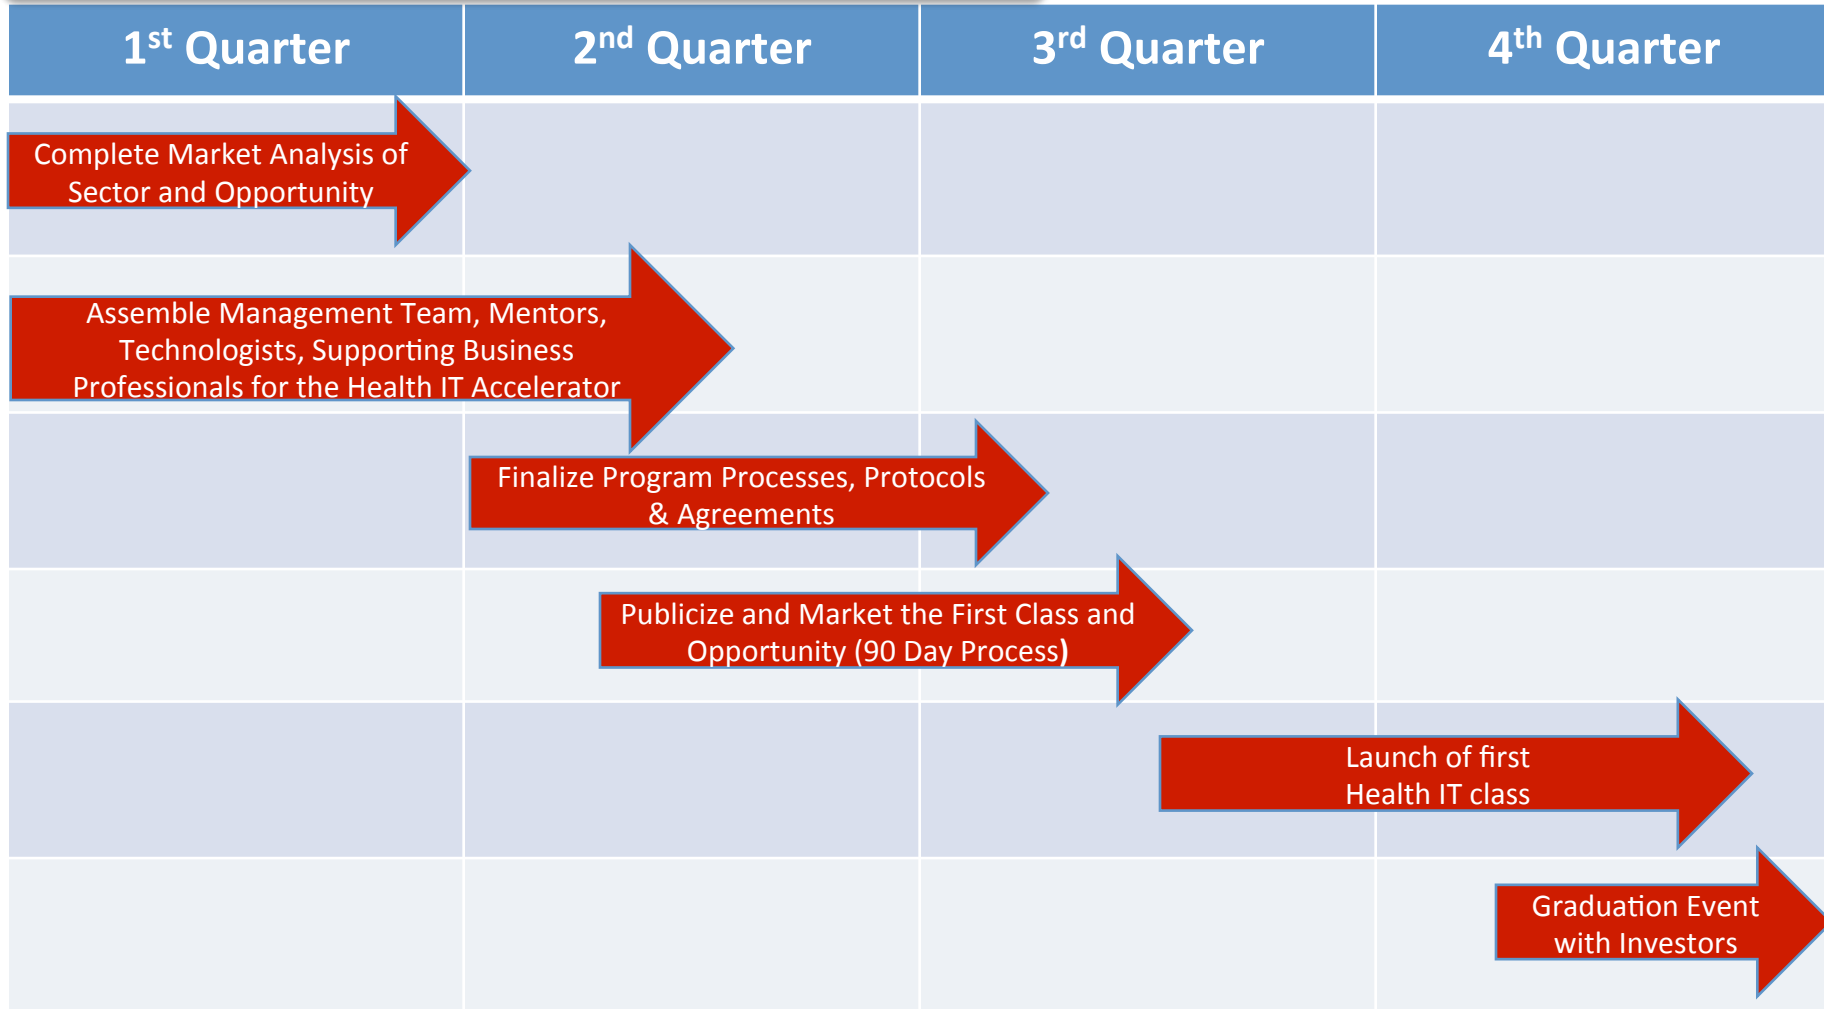 1st Quarter
2nd Quarter
3rd Quarter
4th Quarter
Complete Market Analysis of
Sector and Opportunity
Assemble Management Team, Mentors,
Technologists, Supporting Business
Professionals for the Health IT Accelerator
Finalize Program Processes, Protocols
& Agreements
Publicize and Market the First Class and
Opportunity (90 Day Process)
Launch of first
Health IT class
Graduation Event
with Investors